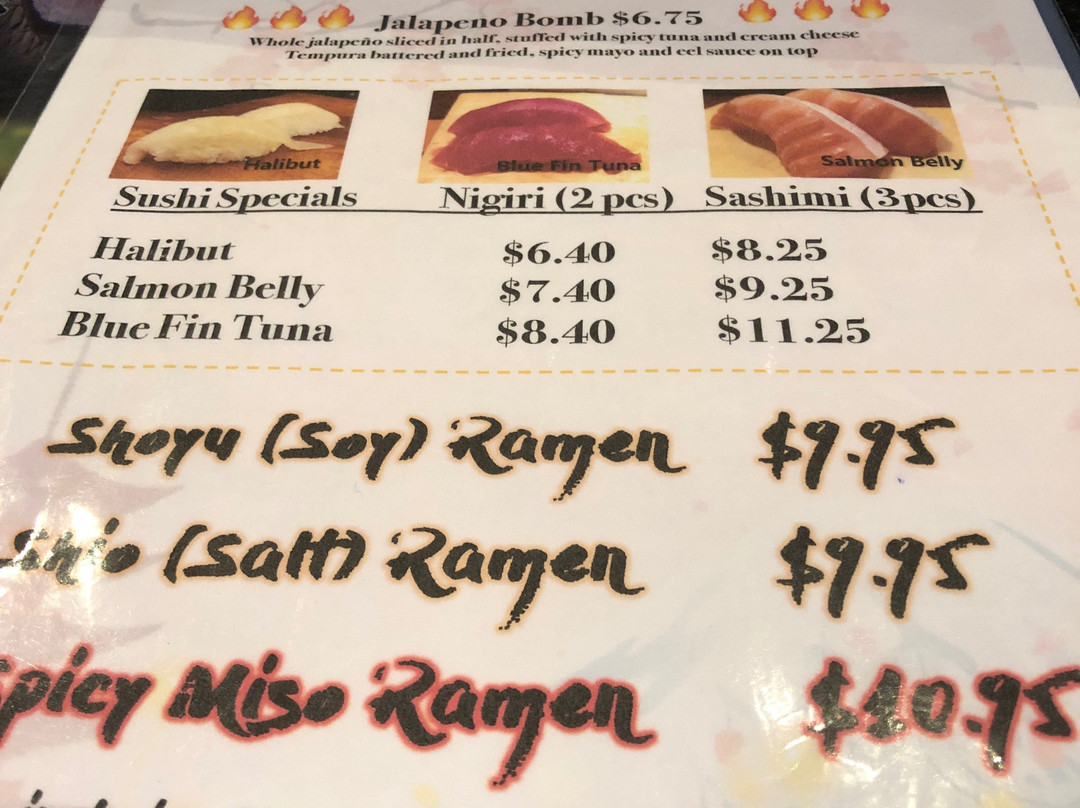 Jalapeno Bomb $6.75
Whole jalapeño sliced in half, stuffed with spicy tuna and cream cheese
Tempura battered and fried, spicy mayo and eel sauce on top
Halibut
Blue Fin Tuna
Salmon Belly
Sushi Specials Nigiri (2 pcs) Sashimi (3pcs)
Halibut $6.40 $8.25
Salmon Belly $7.40 $9.25
Blue Fin Tuna $8.40 $11.25
Shoyu (Soy) Ramen $9.95
Shio (Salt) Ramen $9.95
Spicy Miso Ramen $10.95